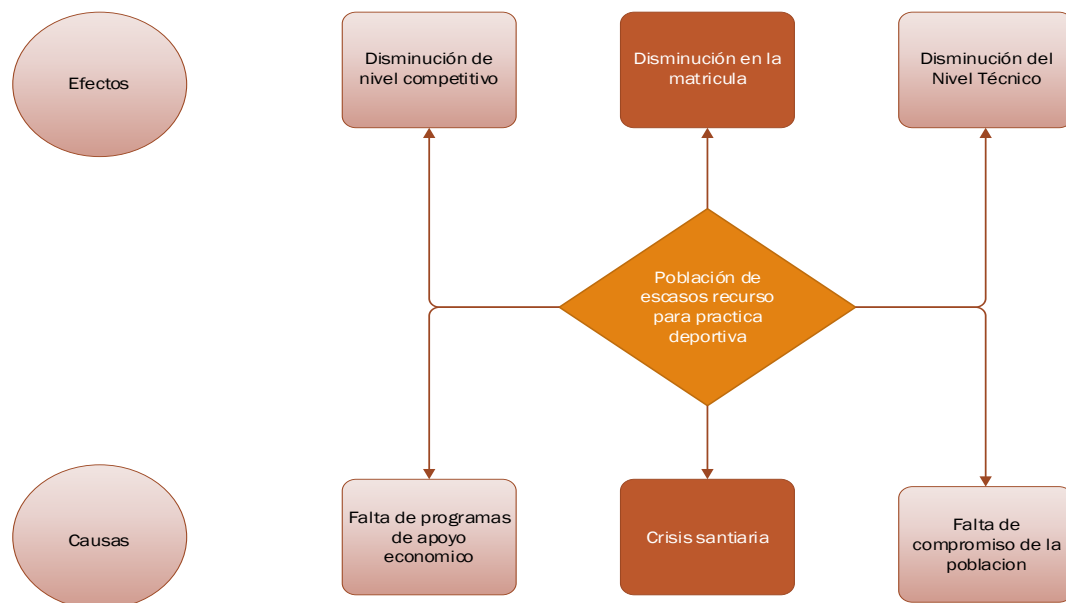 Efectos
Disminución de
nivel competitivo
Disminución en la
matricula
Disminución del
Nivel Técnico
Población de
escasos recurso
para practica
deportiva
Causas
Falta de programas
de apoyo
economico
Crisis santiaria
Falta de
compromiso de la
poblacion